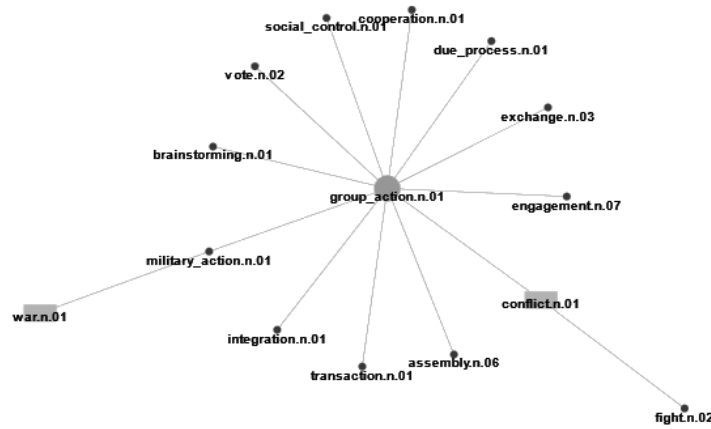 cooperation.n.01
social_control.n.01
due_process.n.01
vote.n.02
exchange.n.03
brainstorming.n.01
group_action.n.01
engagement.n.07
military_action.n.01
conflict.n.01
war.n.01
integration.n.01
assembly.n.06
transaction.n.01
fight.n.02